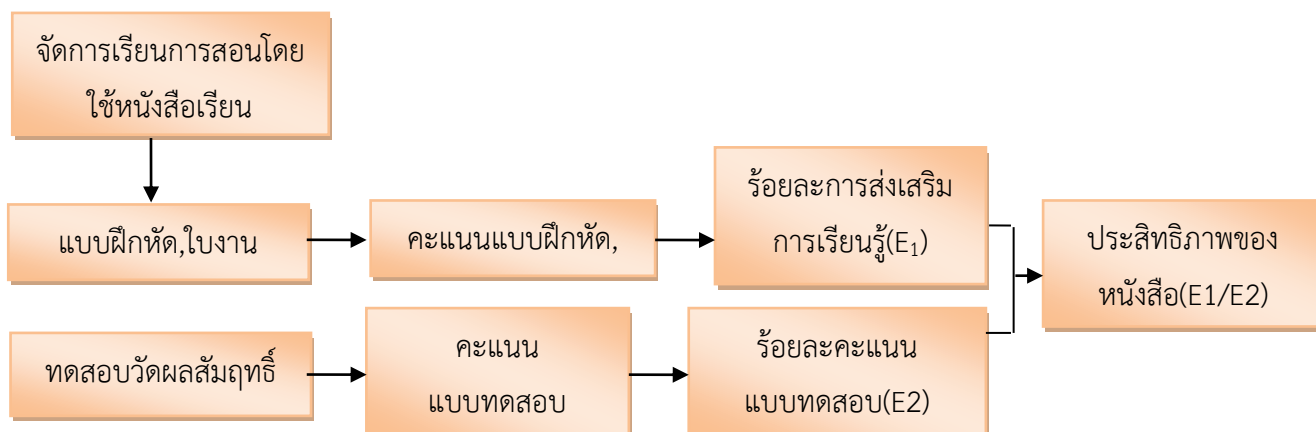 จัดการเรียนการสอนโดย
ใช้หนังสือเรียน
แบบฝึกหัด,ใบงาน
คะแนนแบบฝึกหัด,
ร้อยละการส่งเสริม
การเรียนรู้(E₁)
ประสิทธิภาพของ
หนังสือ(E1/E2)
ทดสอบวัดผลสัมฤทธิ์
คะแนน
แบบทดสอบ
ร้อยละคะแนน
แบบทดสอบ(E2)